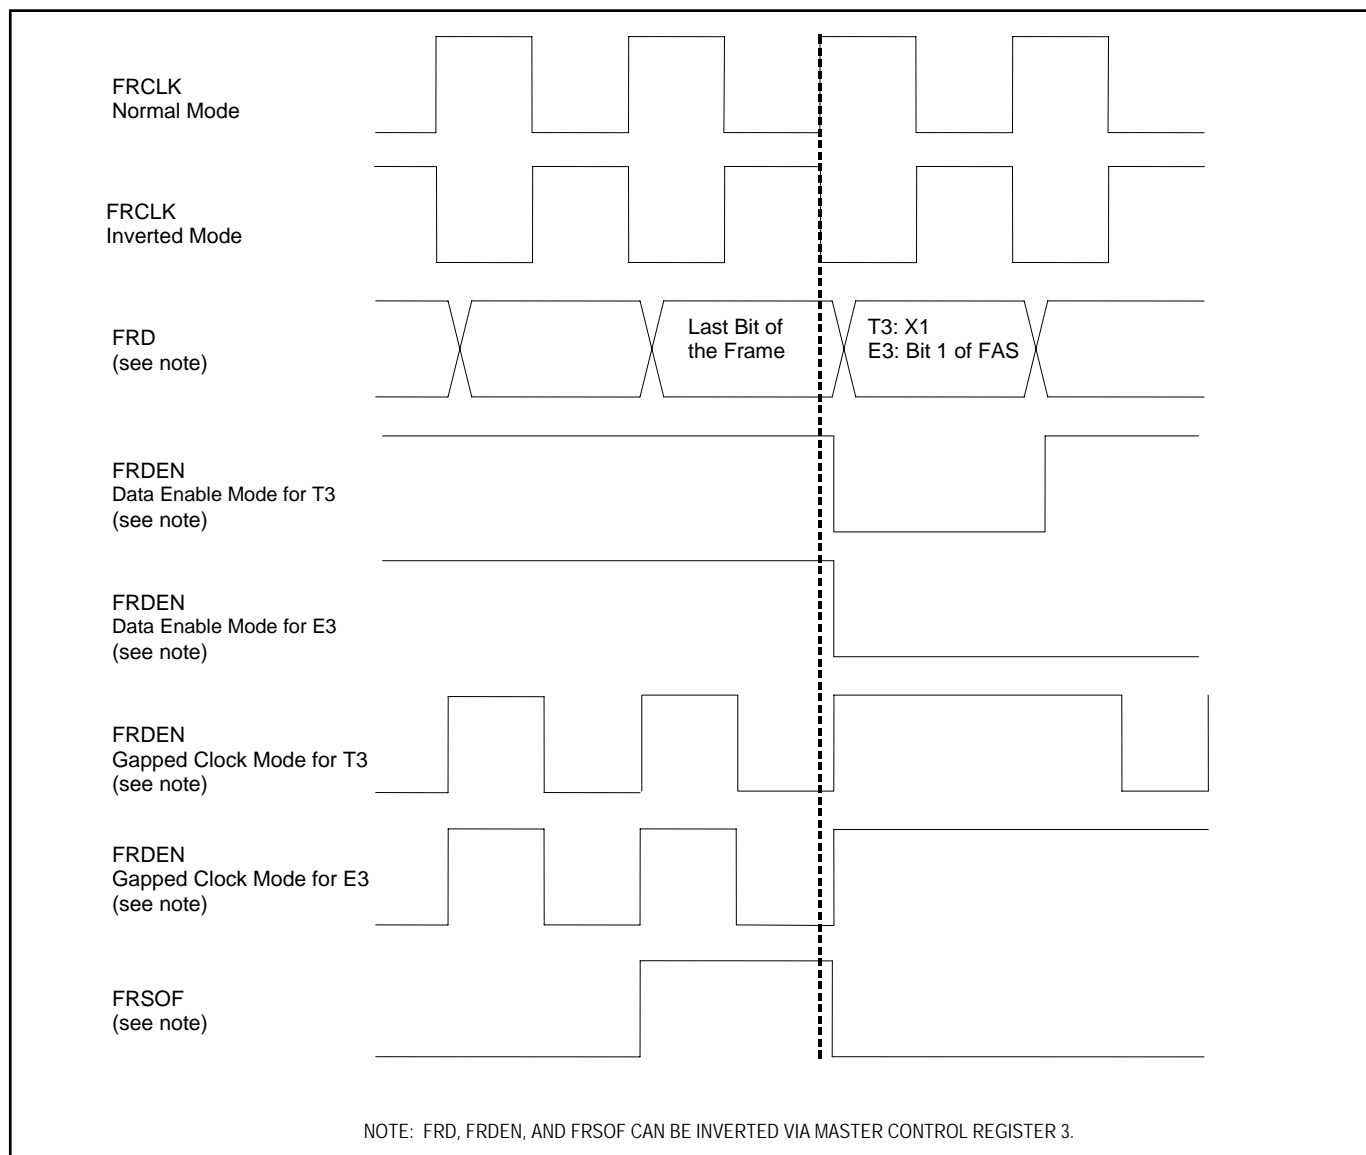 FRCLK
Normal Mode
FRCLK
Inverted Mode
FRD
(see note)
Last Bit of
the Frame
T3: X1
E3: Bit 1 of FAS
FRDEN
Data Enable Mode for T3
(see note)
FRDEN
Data Enable Mode for E3
(see note)
FRDEN
Gapped Clock Mode for T3
(see note)
FRDEN
Gapped Clock Mode for E3
(see note)
FRSOF
(see note)
NOTE: FRD, FRDEN, AND FRSOF CAN BE INVERTED VIA MASTER CONTROL REGISTER 3.